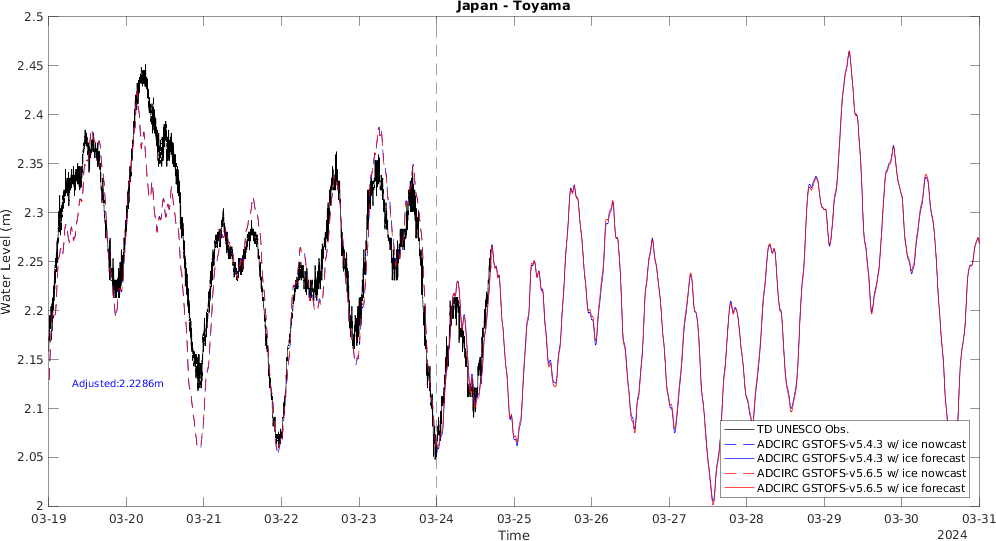 Japan - Toyama
2.5
2.45
2.4
2.35
2.3
2.25
2.2
2.15
2.1
2.05
2
Water Level (m)
Adjusted:2.2286m
TD UNESCO Obs.
ADCIRC GSTOFS-v5.4.3 w/ ice nowcast
ADCIRC GSTOFS-v5.4.3 w/ ice forecast
ADCIRC GSTOFS-v5.6.5 w/ ice nowcast
ADCIRC GSTOFS-v5.6.5 w/ ice forecast
03-19 03-20 03-21 03-22 03-23 03-24 03-25 03-26 03-27 03-28 03-29 03-30 03-31
Time
2024